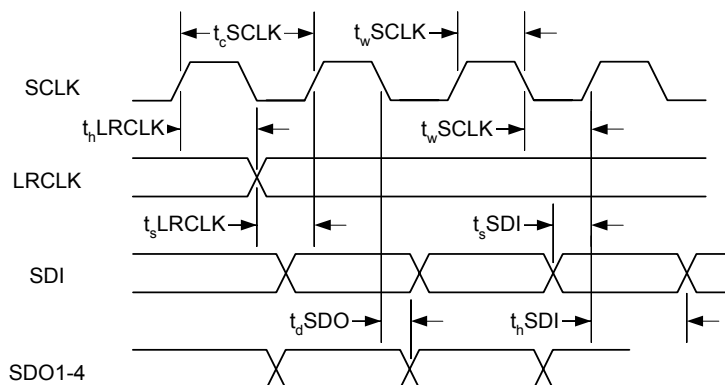 t_cSCLK t_wSCLK
SCLK
t_hLRCLK t_wSCLK
LRCLK
t_sLRCLK t_sSDI
SDI
t_dSDO t_hSDI
SDO1-4